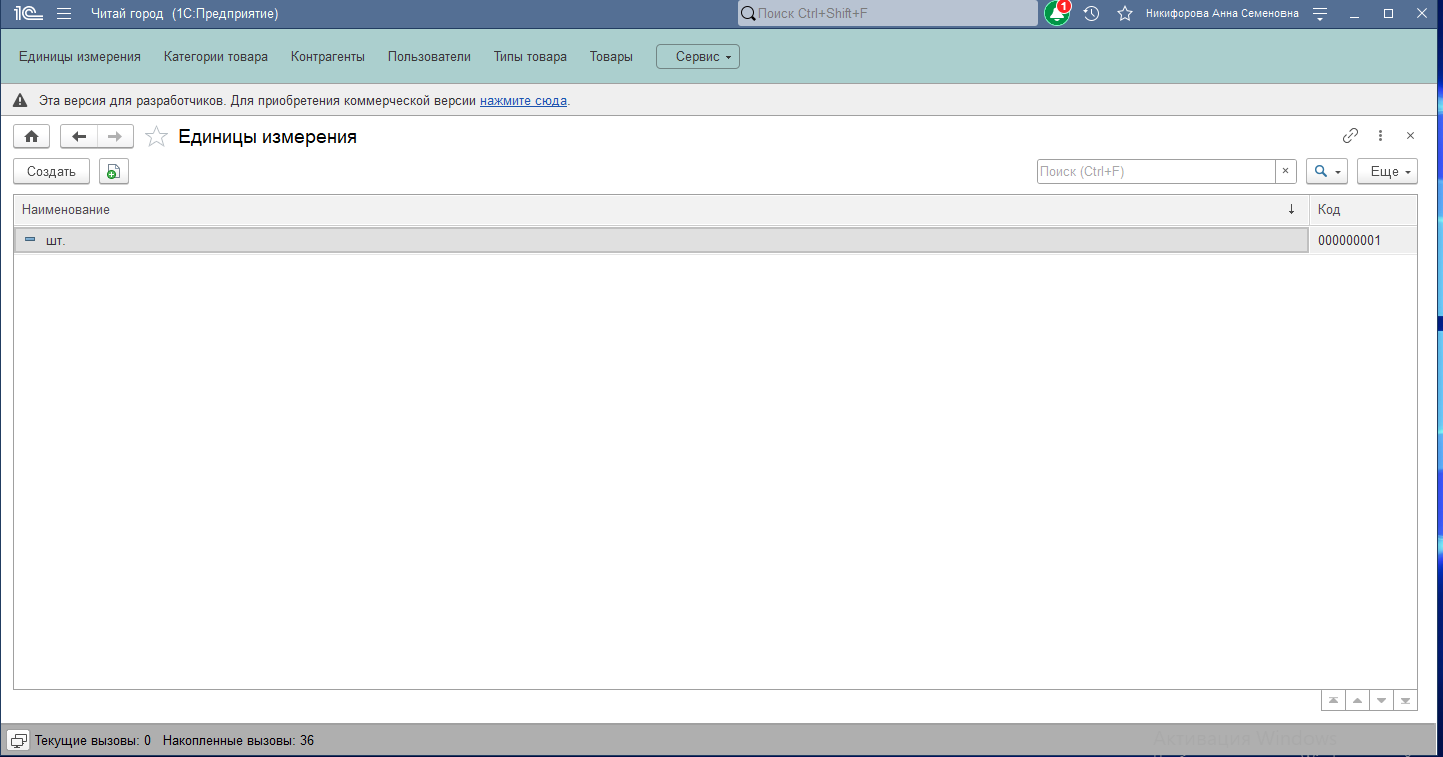 1С Читай город (1С:Предприятие) Поиск Ctrl+Shift+F 1 Никифорова Анна Семеновна
Единицы измерения Категории товара Контрагенты Пользователи Типы товара Товары Сервис
Эта версия для разработчиков. Для приобретения коммерческой версии нажмите сюда.
Единицы измерения
Создать Поиск (Ctrl+F) × Еще
Наименование ↓ Код
шт. 000000001
Текущие вызовы: 0 Накопленные вызовы: 36 Активация Windows